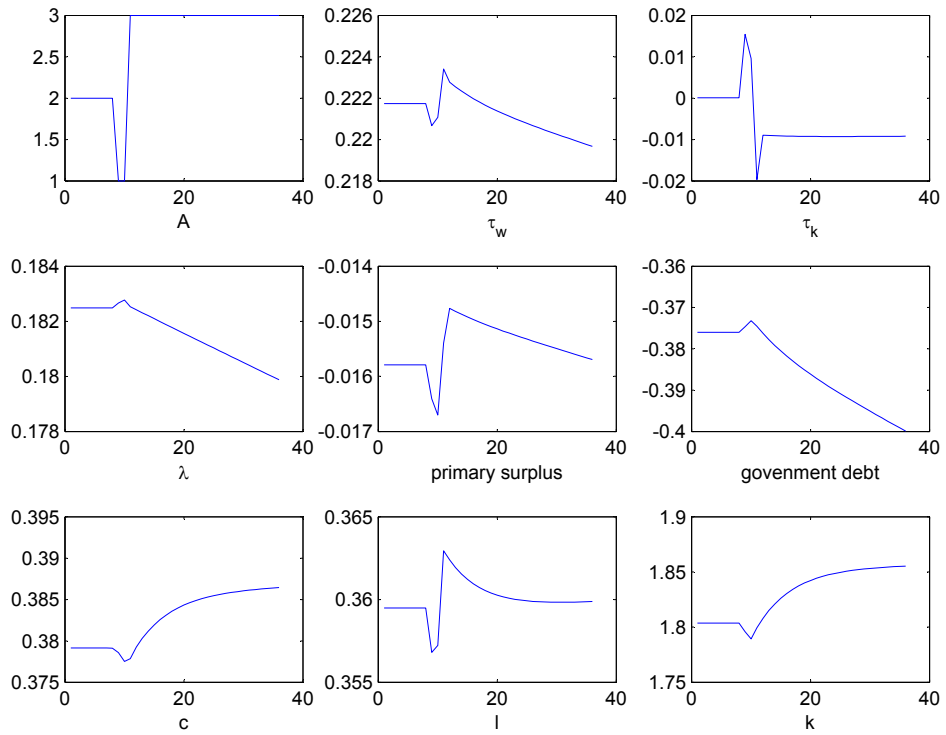 3
2.5
2
1.5
1
0 20 40
A
0.226
0.224
0.222
0.22
0.218
0 20 40
τw
0.02
0.01
0
-0.01
-0.02
0 20 40
τk
0.184
0.182
0.18
0.178
0 20 40
λ
-0.014
-0.015
-0.016
-0.017
0 20 40
primary surplus
-0.36
-0.37
-0.38
-0.39
-0.4
0 20 40
govenment debt
0.395
0.39
0.385
0.38
0.375
0 20 40
c
0.365
0.36
0.355
0 20 40
l
1.9
1.85
1.8
1.75
0 20 40
k